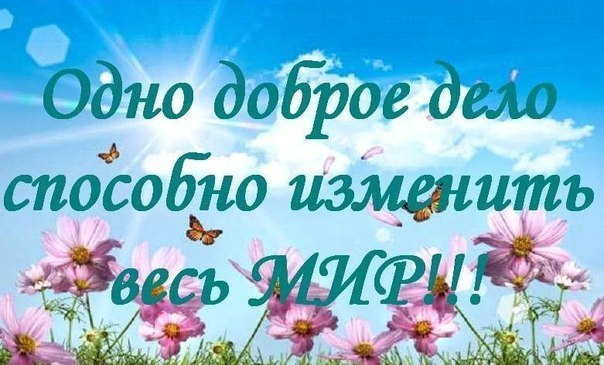 Одно доброе дело
способно изменить
весь МИР!!!